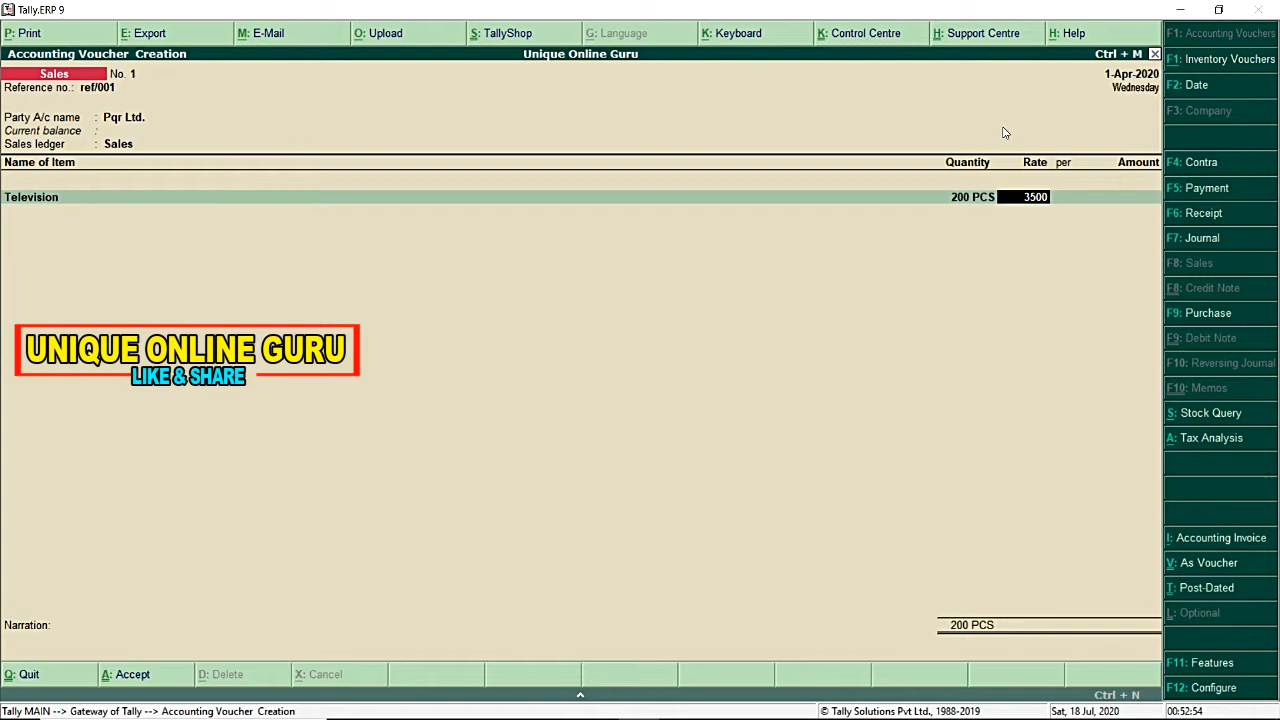 Tally.ERP 9
P: Print E: Export M: E-Mail O: Upload S: TallyShop G: Language K: Keyboard K: Control Centre H: Support Centre H: Help
Accounting Voucher Creation Unique Online Guru Ctrl + M
Sales No. 1 1-Apr-2020
Reference no.: ref/001 Wednesday
Party A/c name : Pqr Ltd.
Current balance :
Sales ledger : Sales
Name of Item Quantity Rate per Amount
Television 200 PCS 3500
UNIQUE ONLINE GURU
LIKE & SHARE
Narration: 200 PCS
Q: Quit A: Accept D: Delete X: Cancel
Ctrl + N
F1: Accounting Vouchers
F1: Inventory Vouchers
F2: Date
F3: Company
F4: Contra
F5: Payment
F6: Receipt
F7: Journal
F8: Sales
F8: Credit Note
F9: Purchase
F9: Debit Note
F10: Reversing Journal
F10: Memos
S: Stock Query
A: Tax Analysis
I: Accounting Invoice
V: As Voucher
T: Post-Dated
L: Optional
F11: Features
F12: Configure
Tally MAIN --> Gateway of Tally --> Accounting Voucher Creation © Tally Solutions Pvt Ltd., 1988-2019 Sat, 18 Jul, 2020 00:52:54